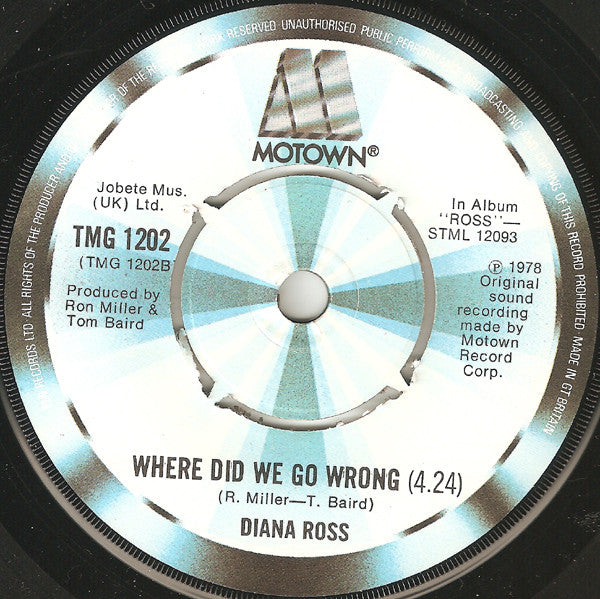 RECORDS LTD ALL RIGHTS OF THE PRODUCER AND
OF THE
RESERVED UNAUTHORISED PUBLIC PERFORMANCE BROADCASTING
OF THIS RECORD PROHIBITED · MADE IN GT BRITAIN
MOTOWN®
Jobete Mus.
(UK) Ltd.
TMG 1202
(TMG 1202B)
Produced by
Ron Miller &
Tom Baird
In Album
"ROSS"—
STML 12093
Ⓟ 1978
Original
sound
recording
made by
Motown
Record
Corp.
WHERE DID WE GO WRONG (4.24)
(R. Miller—T. Baird)
DIANA ROSS